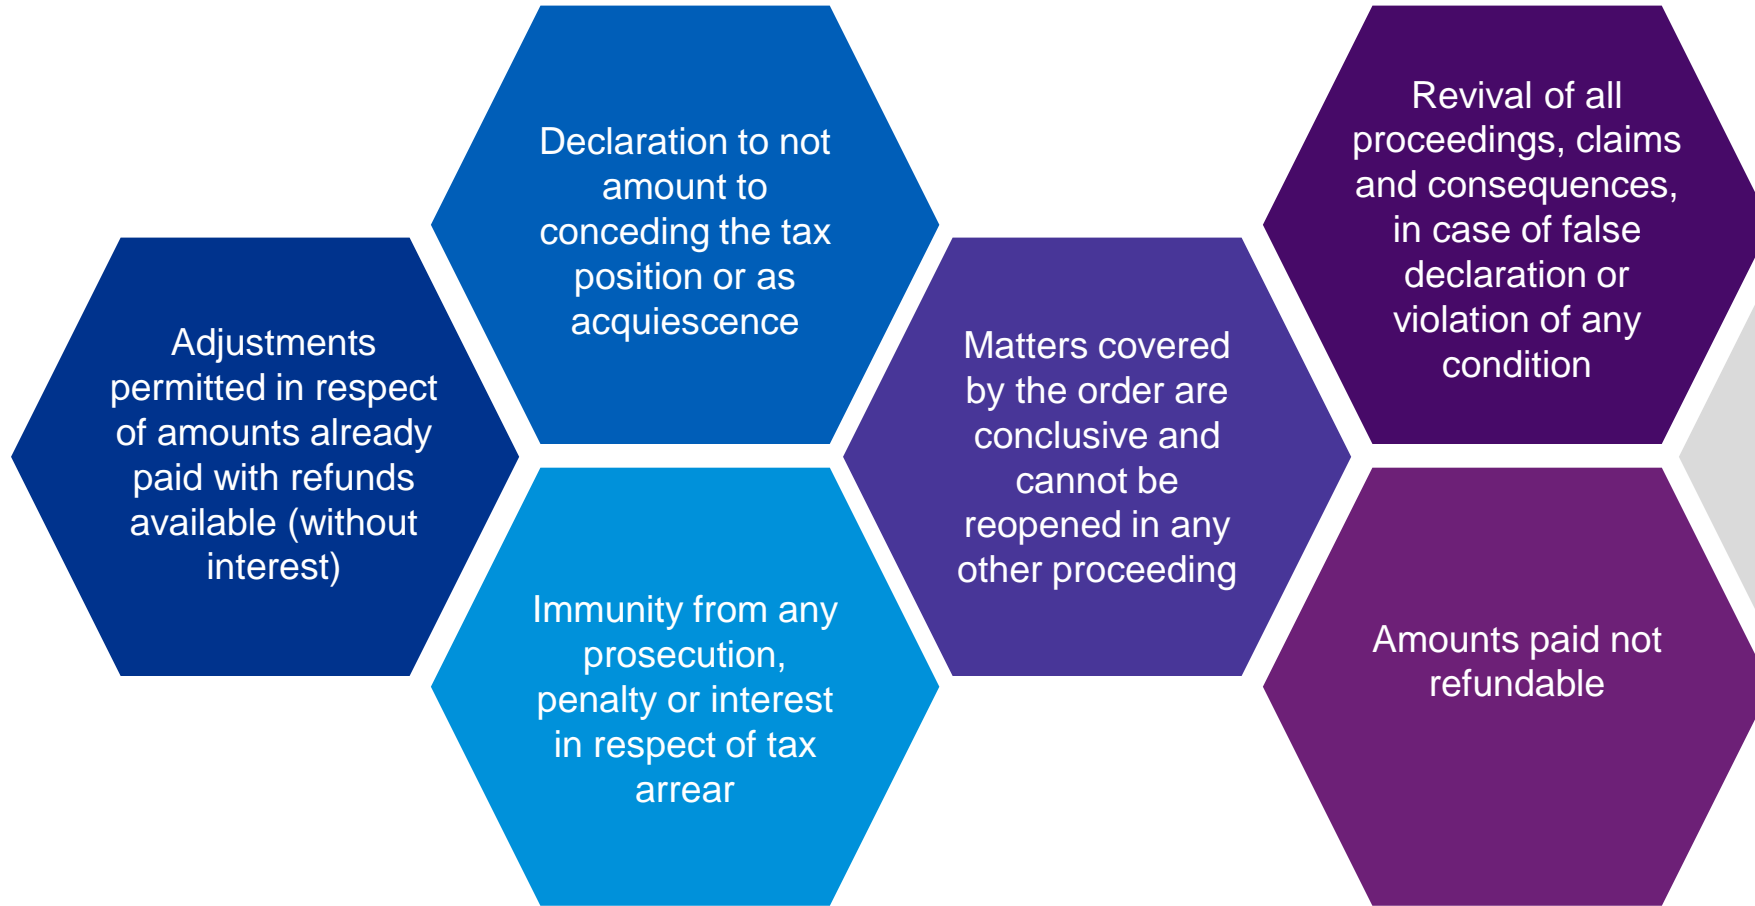 Adjustments
permitted in respect
of amounts already
paid with refunds
available (without
interest)
Declaration to not
amount to
conceding the tax
position or as
acquiescence
Immunity from any
prosecution,
penalty or interest
in respect of tax
arrear
Matters covered
by the order are
conclusive and
cannot be
reopened in any
other proceeding
Revival of all
proceedings, claims
and consequences,
in case of false
declaration or
violation of any
condition
Amounts paid not
refundable